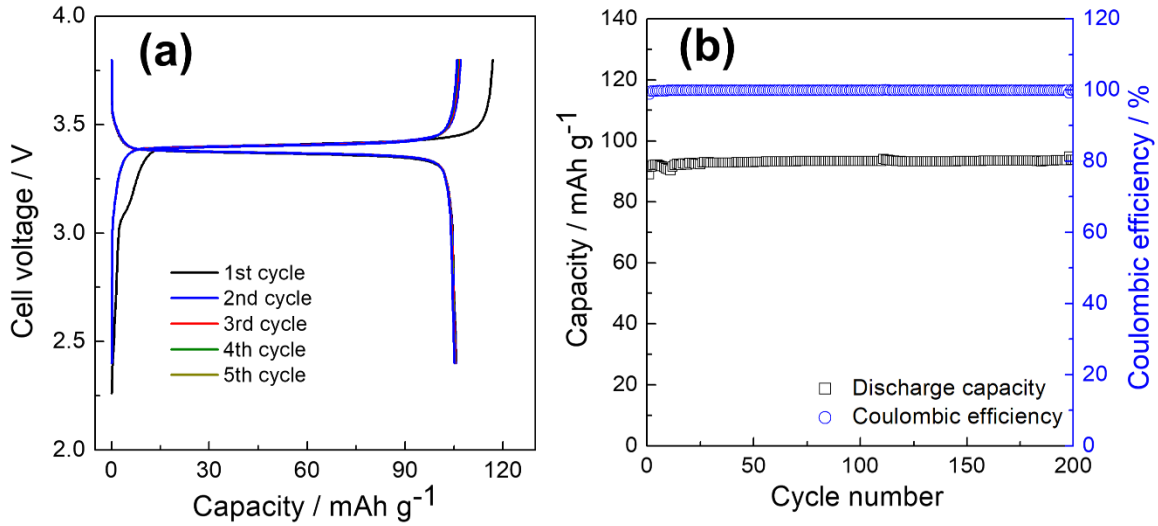 (a)
4.0
3.5
3.0
2.5
2.0
Cell voltage / V
1st cycle
2nd cycle
3rd cycle
4th cycle
5th cycle
0 30 60 90 120
Capacity / mAh g-1
(b)
140
120
100
80
60
40
20
0
Capacity / mAh g-1
Discharge capacity
Coulombic efficiency
0 50 100 150 200
Cycle number
120
100
80
60
40
20
0
Coulombic efficiency / %